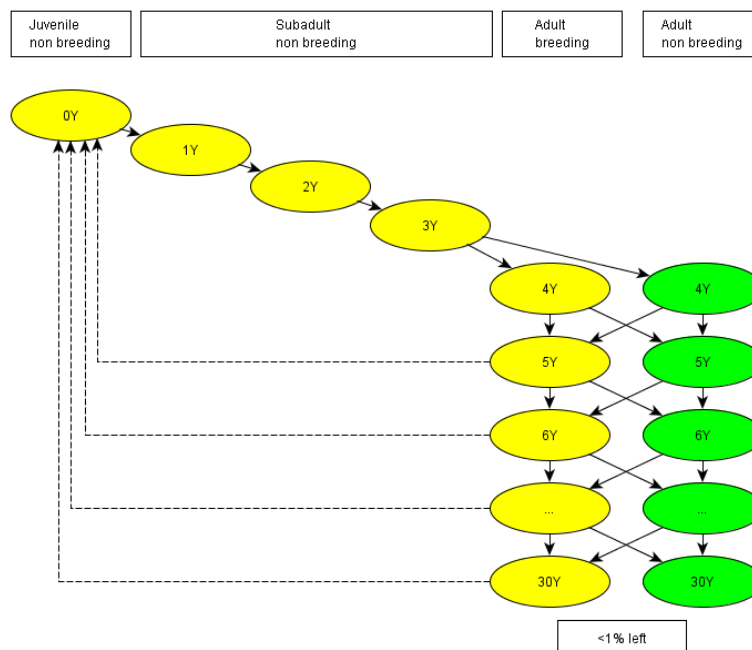 Juvenile
non breeding
Subadult
non breeding
Adult
breeding
Adult
non breeding
0Y
1Y
2Y
3Y
4Y
4Y
5Y
5Y
6Y
6Y
...
...
30Y
30Y
<1% left